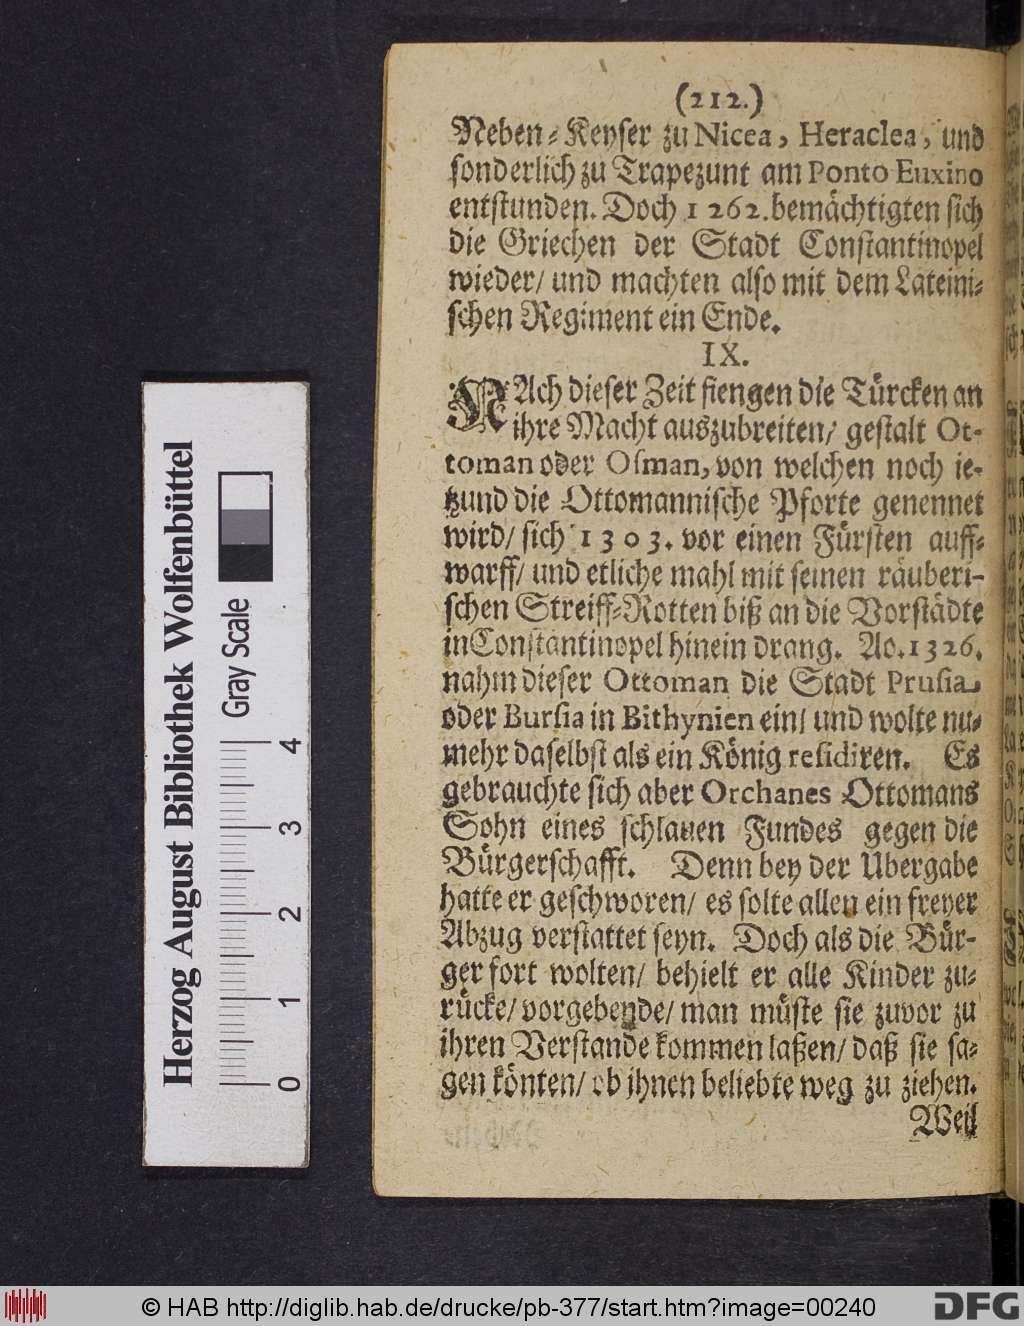 (212.)
Neben-Keyser zu Nicea, Heraclea, und
sonderlich zu Trapezunt am Ponto Euxino
entstunden. Doch 1262. bemächtigten sich
die Griechen der Stadt Constantinopel
wieder/ und machten also mit dem Lateini-
schen Regiment ein Ende.
IX.
NAch dieser Zeit fiengen die Türcken an
ihre Macht auszubreiten/ gestalt Ot-
toman oder Osman, von welchen noch ie-
tzund die Ottomannische Pforte genennet
wird/ sich 1303. vor einen Fürsten auff-
warff/ und etliche mahl mit seinen räuberi-
schen Streiff-Rotten biß an die Vorstädte
in Constantinopel hinein drang. Ao. 1326.
nahm dieser Ottoman die Stadt Prusia
oder Bursia in Bithynien ein/ und wolte nu-
mehr daselbst als ein König residiren. Es
gebrauchte sich aber Orchanes Ottomans
Sohn eines schlauen Fundes gegen die
Bürgerschafft. Denn bey der Ubergabe
hatte er geschworen/ es solte allen ein freyer
Abzug verstattet seyn. Doch als die Bür-
ger fort wolten/ behielt er alle Kinder zu-
rücke/ vorgebende/ man müste sie zuvor zu
ihren Verstande kommen laßen/ daß sie sa-
gen könten/ ob ihnen beliebte weg zu ziehen.
Weil
Herzog August Bibliothek Wolfenbüttel
Gray Scale
0 1 2 3 4
© HAB http://diglib.hab.de/drucke/pb-377/start.htm?image=00240
DFG